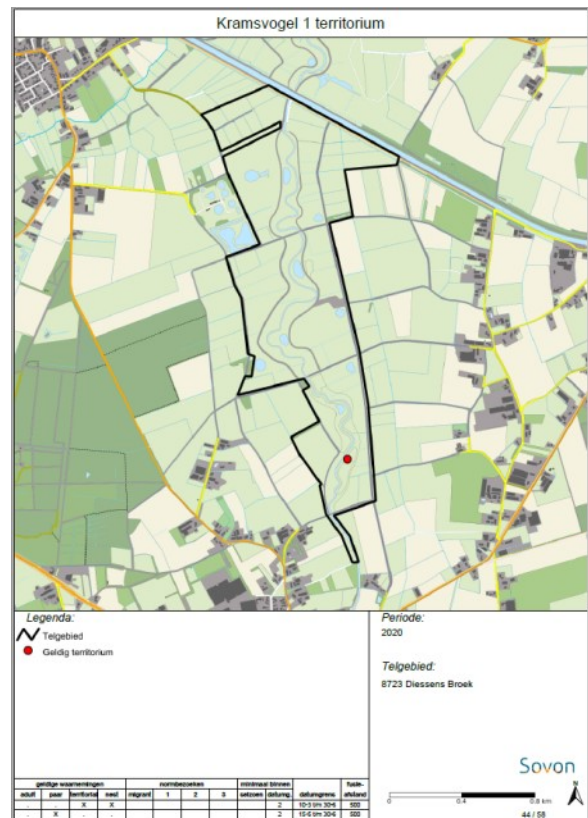 Kramsvogel 1 territorium
Legenda:
Telgebied
Geldig territorium
Periode:
2020
Telgebied:
8723 Diessens Broek
Sovon
N
0 0.4 0.8 km
44 / 58
geldige waarnemingen normbezoeken minimaal binnen fusie-
adult paar territoriaal nest migrant 1 2 3 seizoen datumg. datumgrens afstand
. . X X 2 10-3 t/m 30-6 500
. X . . 2 15-5 t/m 30-6 500